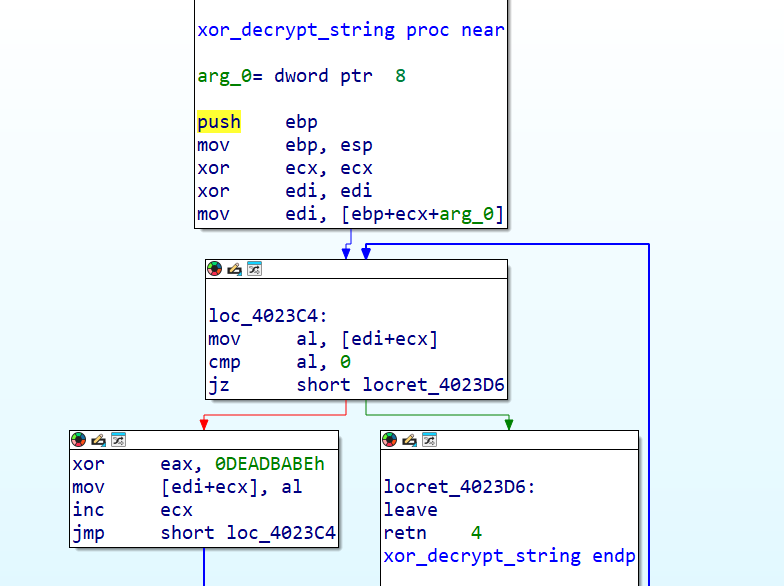 xor_decrypt_string proc near
arg_0= dword ptr  8
push    ebp
mov     ebp, esp
xor     ecx, ecx
xor     edi, edi
mov     edi, [ebp+ecx+arg_0]
loc_4023C4:
mov     al, [edi+ecx]
cmp     al, 0
jz      short locret_4023D6
xor     eax, 0DEADBABEh
mov     [edi+ecx], al
inc     ecx
jmp     short loc_4023C4
locret_4023D6:
leave
retn    4
xor_decrypt_string endp